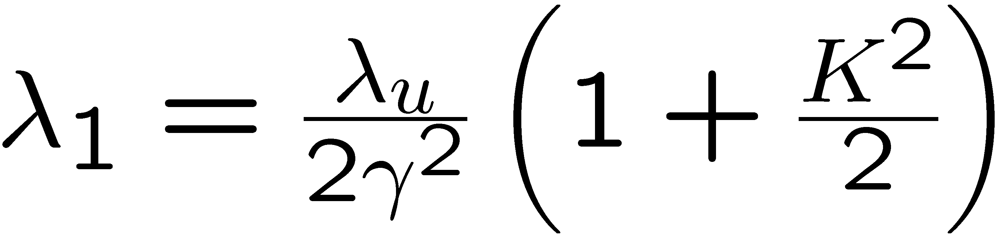 λ₁ = λᵤ/2γ² (1 + K²/2)